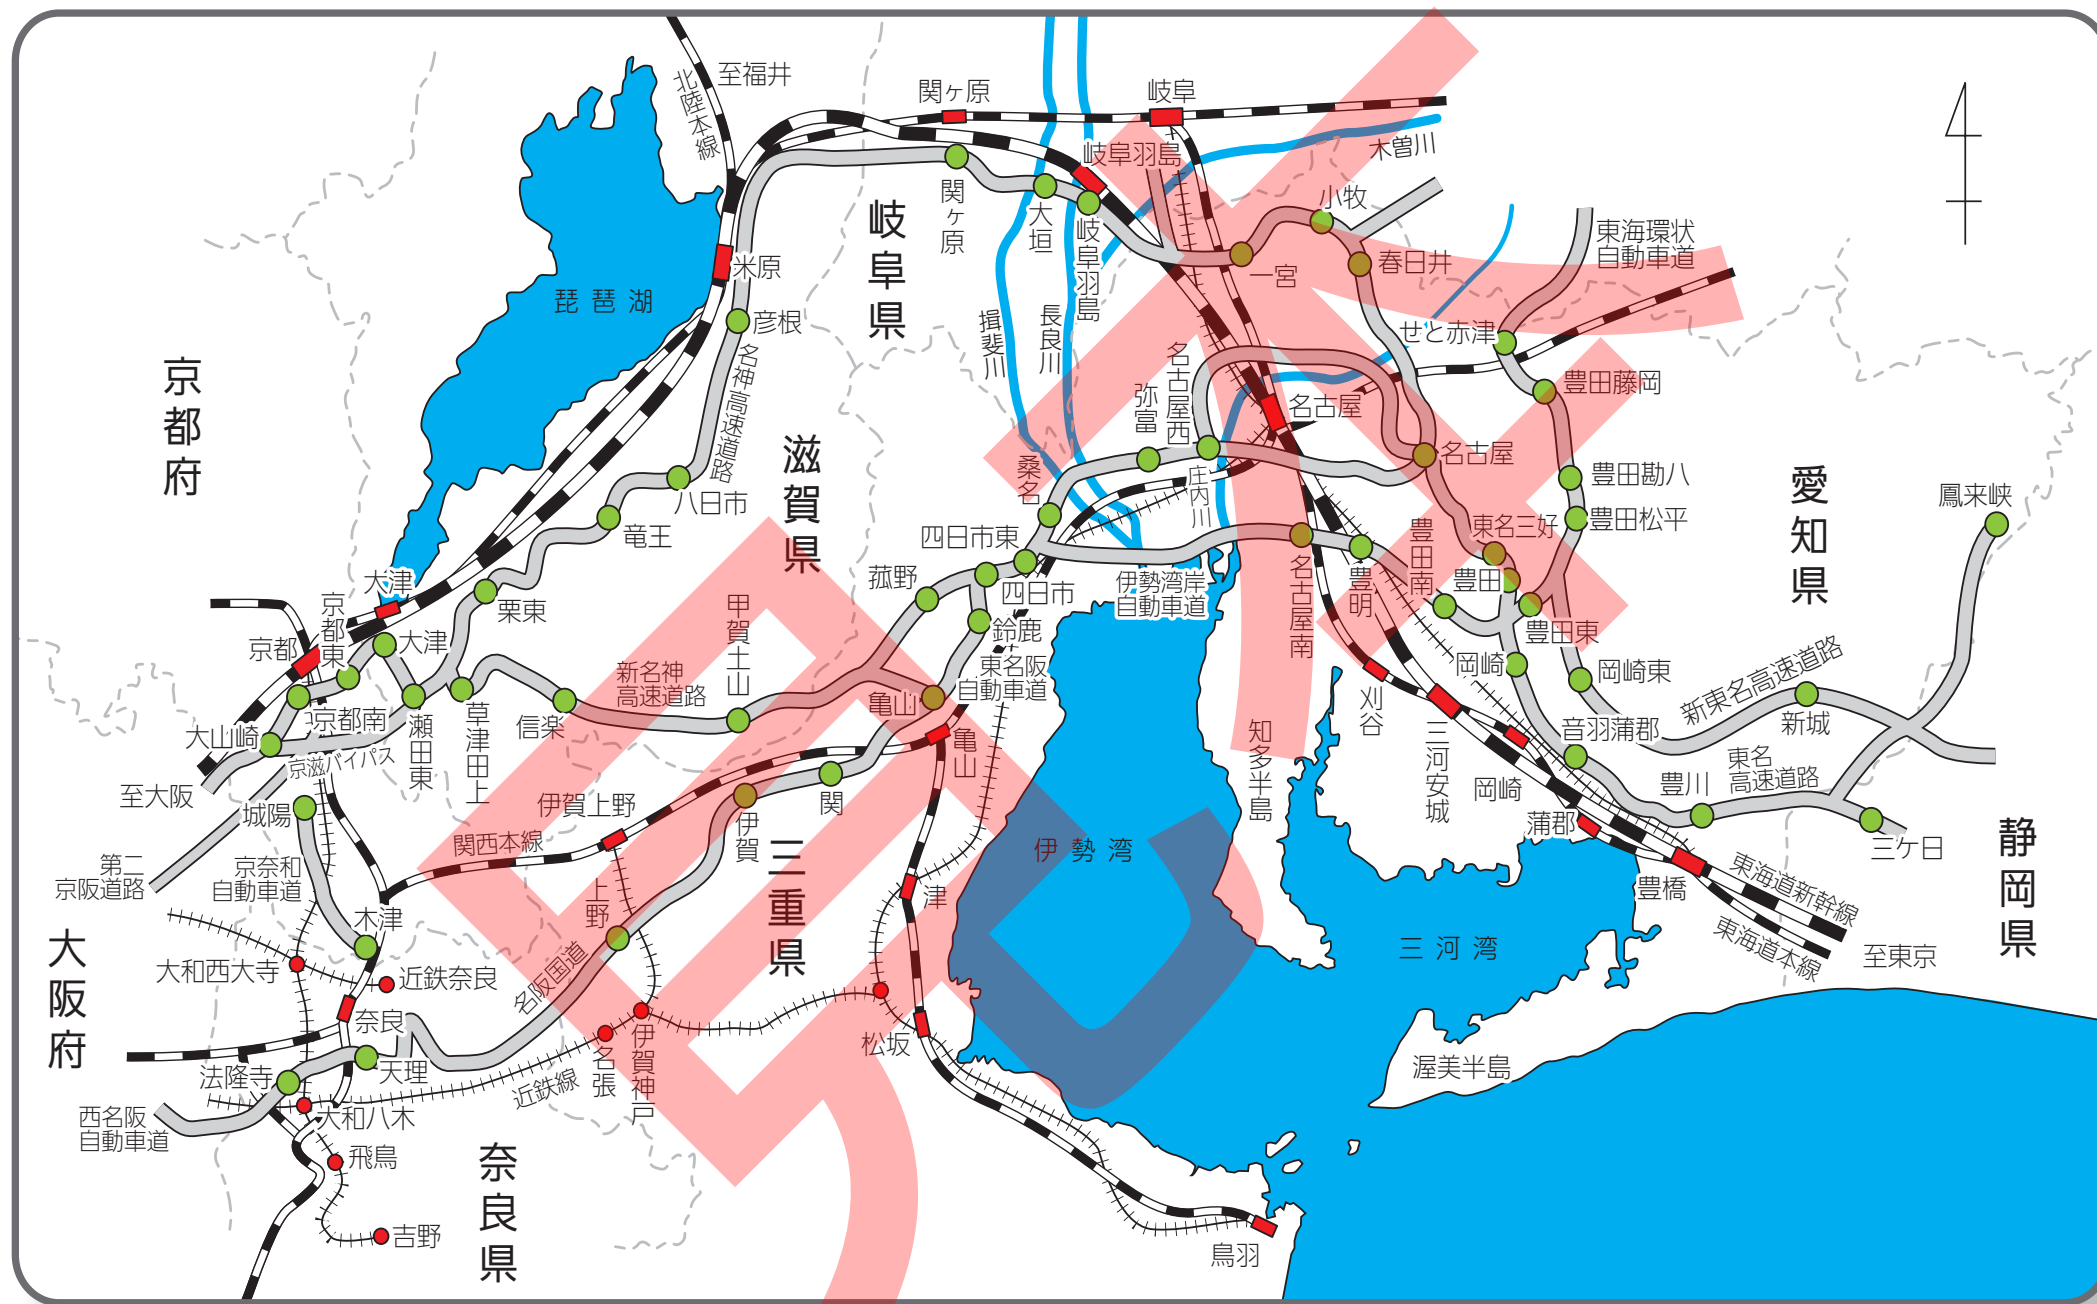 至福井
北陸本線
関ヶ原
岐阜
木曽川
岐阜羽島
関ヶ原
大垣
岐阜羽島
小牧
一宮
春日井
東海環状
自動車道
岐阜県
米原
琵琶湖
彦根
名神高速道路
揖斐川
長良川
せと赤津
豊田藤岡
京都府
滋賀県
名古屋西
弥富
名古屋
名古屋
豊田勘八
愛知県
鳳来峡
八日市
桑名
庄内川
竜王
四日市東
東名三好
豊田松平
豊田南
豊田
大津
菰野
四日市
伊勢湾岸
自動車道
名古屋南
豊明
栗東
京都東
京都
大津
甲賀土山
鈴鹿
豊田東
新名神
高速道路
東名阪
自動車道
岡崎
岡崎東
新東名高速道路
亀山
刈谷
新城
大山崎
京都南
瀬田東
草津田上
信楽
亀山
知多半島
三河安城
音羽蒲郡
京滋バイパス
至大阪
東名
高速道路
豊川
岡崎
城陽
伊賀上野
関
伊賀
蒲郡
三ケ日
関西本線
伊勢湾
静岡県
第二
京阪道路
京奈和
自動車道
三重県
津
豊橋
東海道新幹線
木津
上野
大阪府
三河湾
東海道本線
至東京
大和西大寺
近鉄奈良
名阪国道
奈良
松坂
伊賀神戸
名張
法隆寺
天理
近鉄線
渥美半島
西名阪
自動車道
大和八木
飛鳥
奈良県
吉野
鳥羽